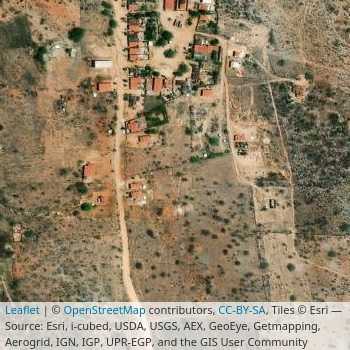 Leaflet | © OpenStreetMap contributors, CC-BY-SA, Tiles © Esri —
Source: Esri, i-cubed, USDA, USGS, AEX, GeoEye, Getmapping,
Aerogrid, IGN, IGP, UPR-EGP, and the GIS User Community